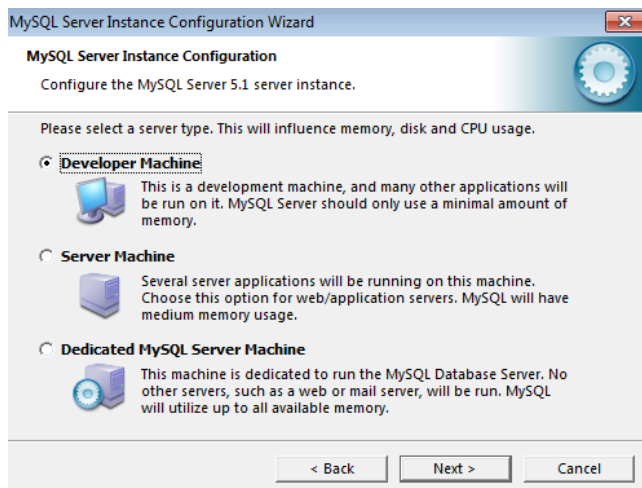 MySQL Server Instance Configuration Wizard
MySQL Server Instance Configuration
Configure the MySQL Server 5.1 server instance.
Please select a server type. This will influence memory, disk and CPU usage.
Developer Machine
This is a development machine, and many other applications will
be run on it. MySQL Server should only use a minimal amount of
memory.
Server Machine
Several server applications will be running on this machine.
Choose this option for web/application servers. MySQL will have
medium memory usage.
Dedicated MySQL Server Machine
This machine is dedicated to run the MySQL Database Server. No
other servers, such as a web or mail server, will be run. MySQL
will utilize up to all available memory.
< Back Next > Cancel